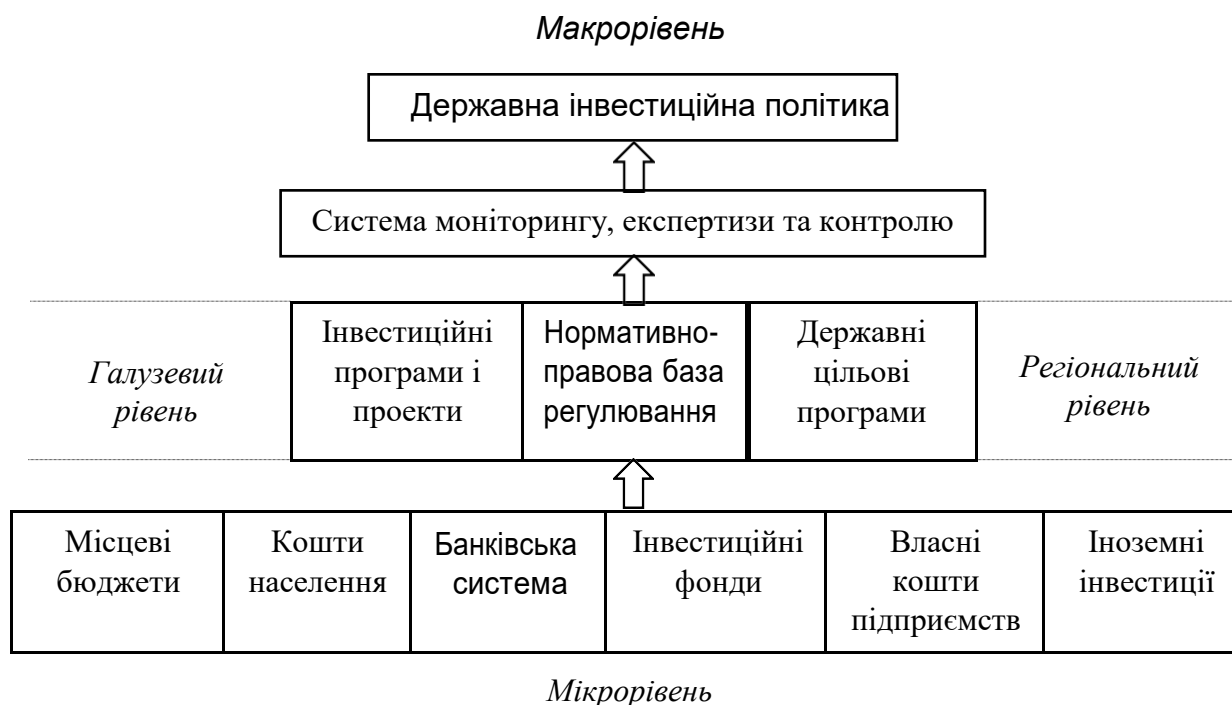 Макрорівень
Державна інвестиційна політика
Система моніторингу, експертизи та контролю
Галузевий
рівень
Інвестиційні
програми і
проекти
Нормативно-
правова база
регулювання
Державні
цільові
програми
Регіональний
рівень
Місцеві
бюджети
Кошти
населення
Банківська
система
Інвестиційні
фонди
Власні
кошти
підприємств
Іноземні
інвестиції
Мікрорівень